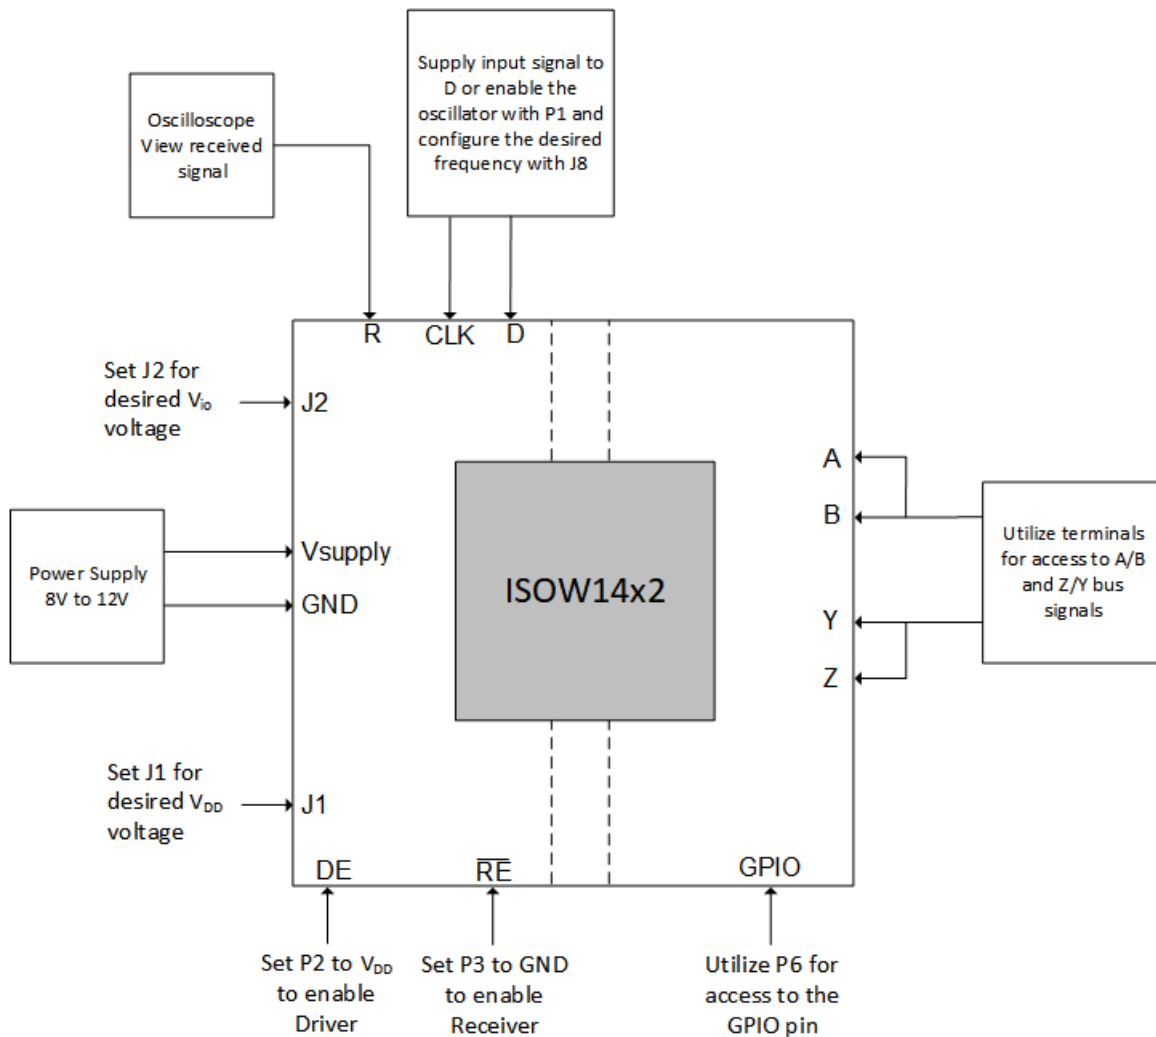 Supply input signal to
D or enable the
oscillator with P1 and
configure the desired
frequency with J8
Oscilloscope
View received
signal
R
CLK
D
Set J2 for
desired Vio
voltage
J2
A
B
Utilize terminals
for access to A/B
and Z/Y bus
signals
Power Supply
8V to 12V
Vsupply
GND
ISOW14x2
Y
Z
Set J1 for
desired VDD
voltage
J1
DE
RE
GPIO
Set P2 to VDD
to enable
Driver
Set P3 to GND
to enable
Receiver
Utilize P6 for
access to the
GPIO pin